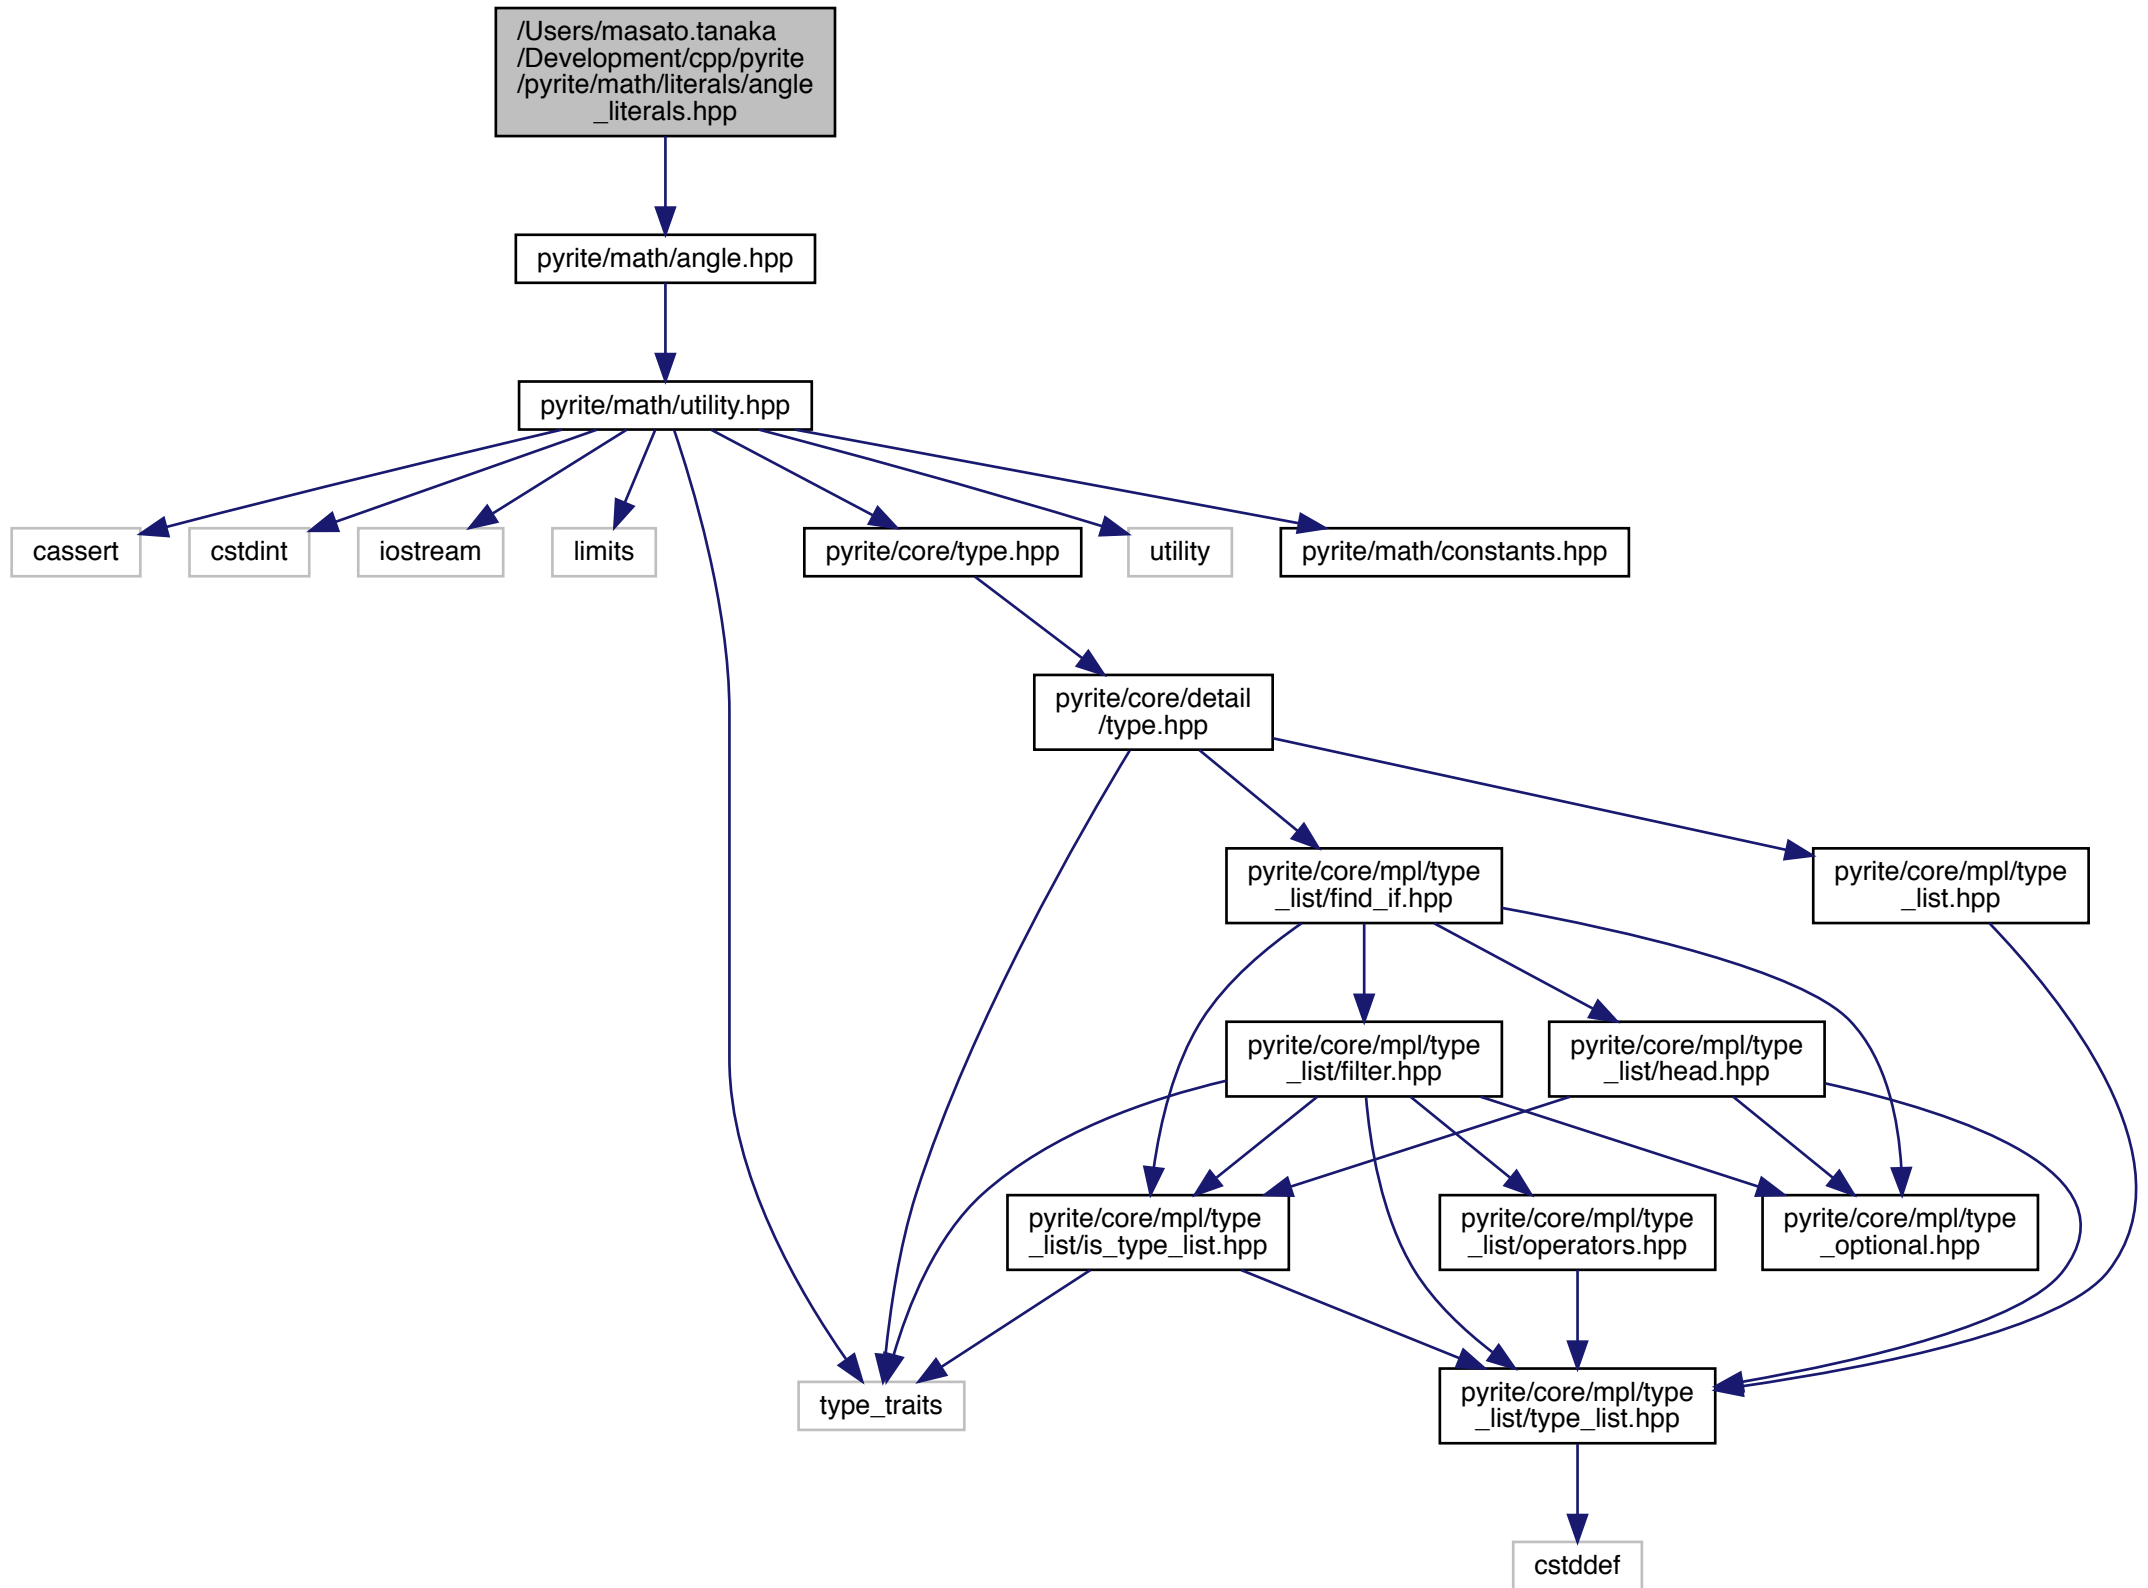 /Users/masato.tanaka
/Development/cpp/pyrite
/pyrite/math/literals/angle
_literals.hpp
pyrite/math/angle.hpp
pyrite/math/utility.hpp
cassert
cstdint
iostream
limits
pyrite/core/type.hpp
utility
pyrite/math/constants.hpp
pyrite/core/detail
/type.hpp
pyrite/core/mpl/type
_list/find_if.hpp
pyrite/core/mpl/type
_list.hpp
pyrite/core/mpl/type
_list/filter.hpp
pyrite/core/mpl/type
_list/head.hpp
pyrite/core/mpl/type
_list/is_type_list.hpp
pyrite/core/mpl/type
_list/operators.hpp
pyrite/core/mpl/type
_optional.hpp
type_traits
pyrite/core/mpl/type
_list/type_list.hpp
cstddef